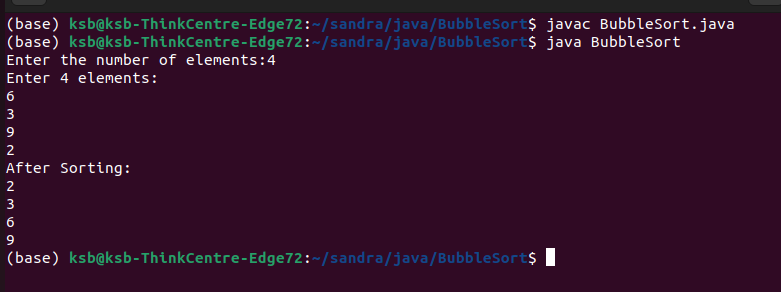 (base) ksb@ksb-ThinkCentre-Edge72:~/sandra/java/BubbleSort$ javac BubbleSort.java
(base) ksb@ksb-ThinkCentre-Edge72:~/sandra/java/BubbleSort$ java BubbleSort
Enter the number of elements:4
Enter 4 elements:
6
3
9
2
After Sorting:
2
3
6
9
(base) ksb@ksb-ThinkCentre-Edge72:~/sandra/java/BubbleSort$